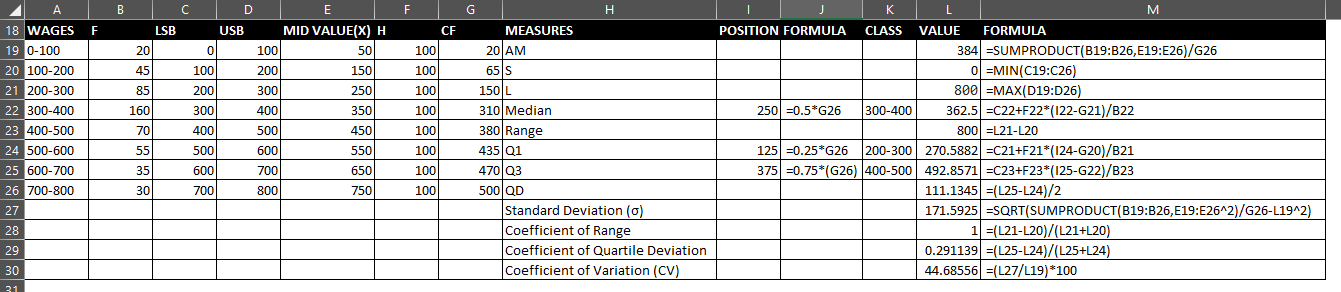 A B C D E F G H I J K L M
18 WAGES F LSB USB MID VALUE(X) H CF MEASURES POSITION FORMULA CLASS VALUE FORMULA
19 0-100 20 0 100 50 100 20 AM 384 =SUMPRODUCT(B19:B26,E19:E26)/G26
20 100-200 45 100 200 150 100 65 S 0 =MIN(C19:C26)
21 200-300 85 200 300 250 100 150 L 800 =MAX(D19:D26)
22 300-400 160 300 400 350 100 310 Median 250 =0.5*G26 300-400 362.5 =C22+F22*(I22-G21)/B22
23 400-500 70 400 500 450 100 380 Range 800 =L21-L20
24 500-600 55 500 600 550 100 435 Q1 125 =0.25*G26 200-300 270.5882 =C21+F21*(I24-G20)/B21
25 600-700 35 600 700 650 100 470 Q3 375 =0.75*(G26) 400-500 492.8571 =C23+F23*(I25-G22)/B23
26 700-800 30 700 800 750 100 500 QD 111.1345 =(L25-L24)/2
27 Standard Deviation (σ) 171.5925 =SQRT(SUMPRODUCT(B19:B26,E19:E26^2)/G26-L19^2)
28 Coefficient of Range 1 =(L21-L20)/(L21+L20)
29 Coefficient of Quartile Deviation 0.291139 =(L25-L24)/(L25+L24)
30 Coefficient of Variation (CV) 44.68556 =(L27/L19)*100
31